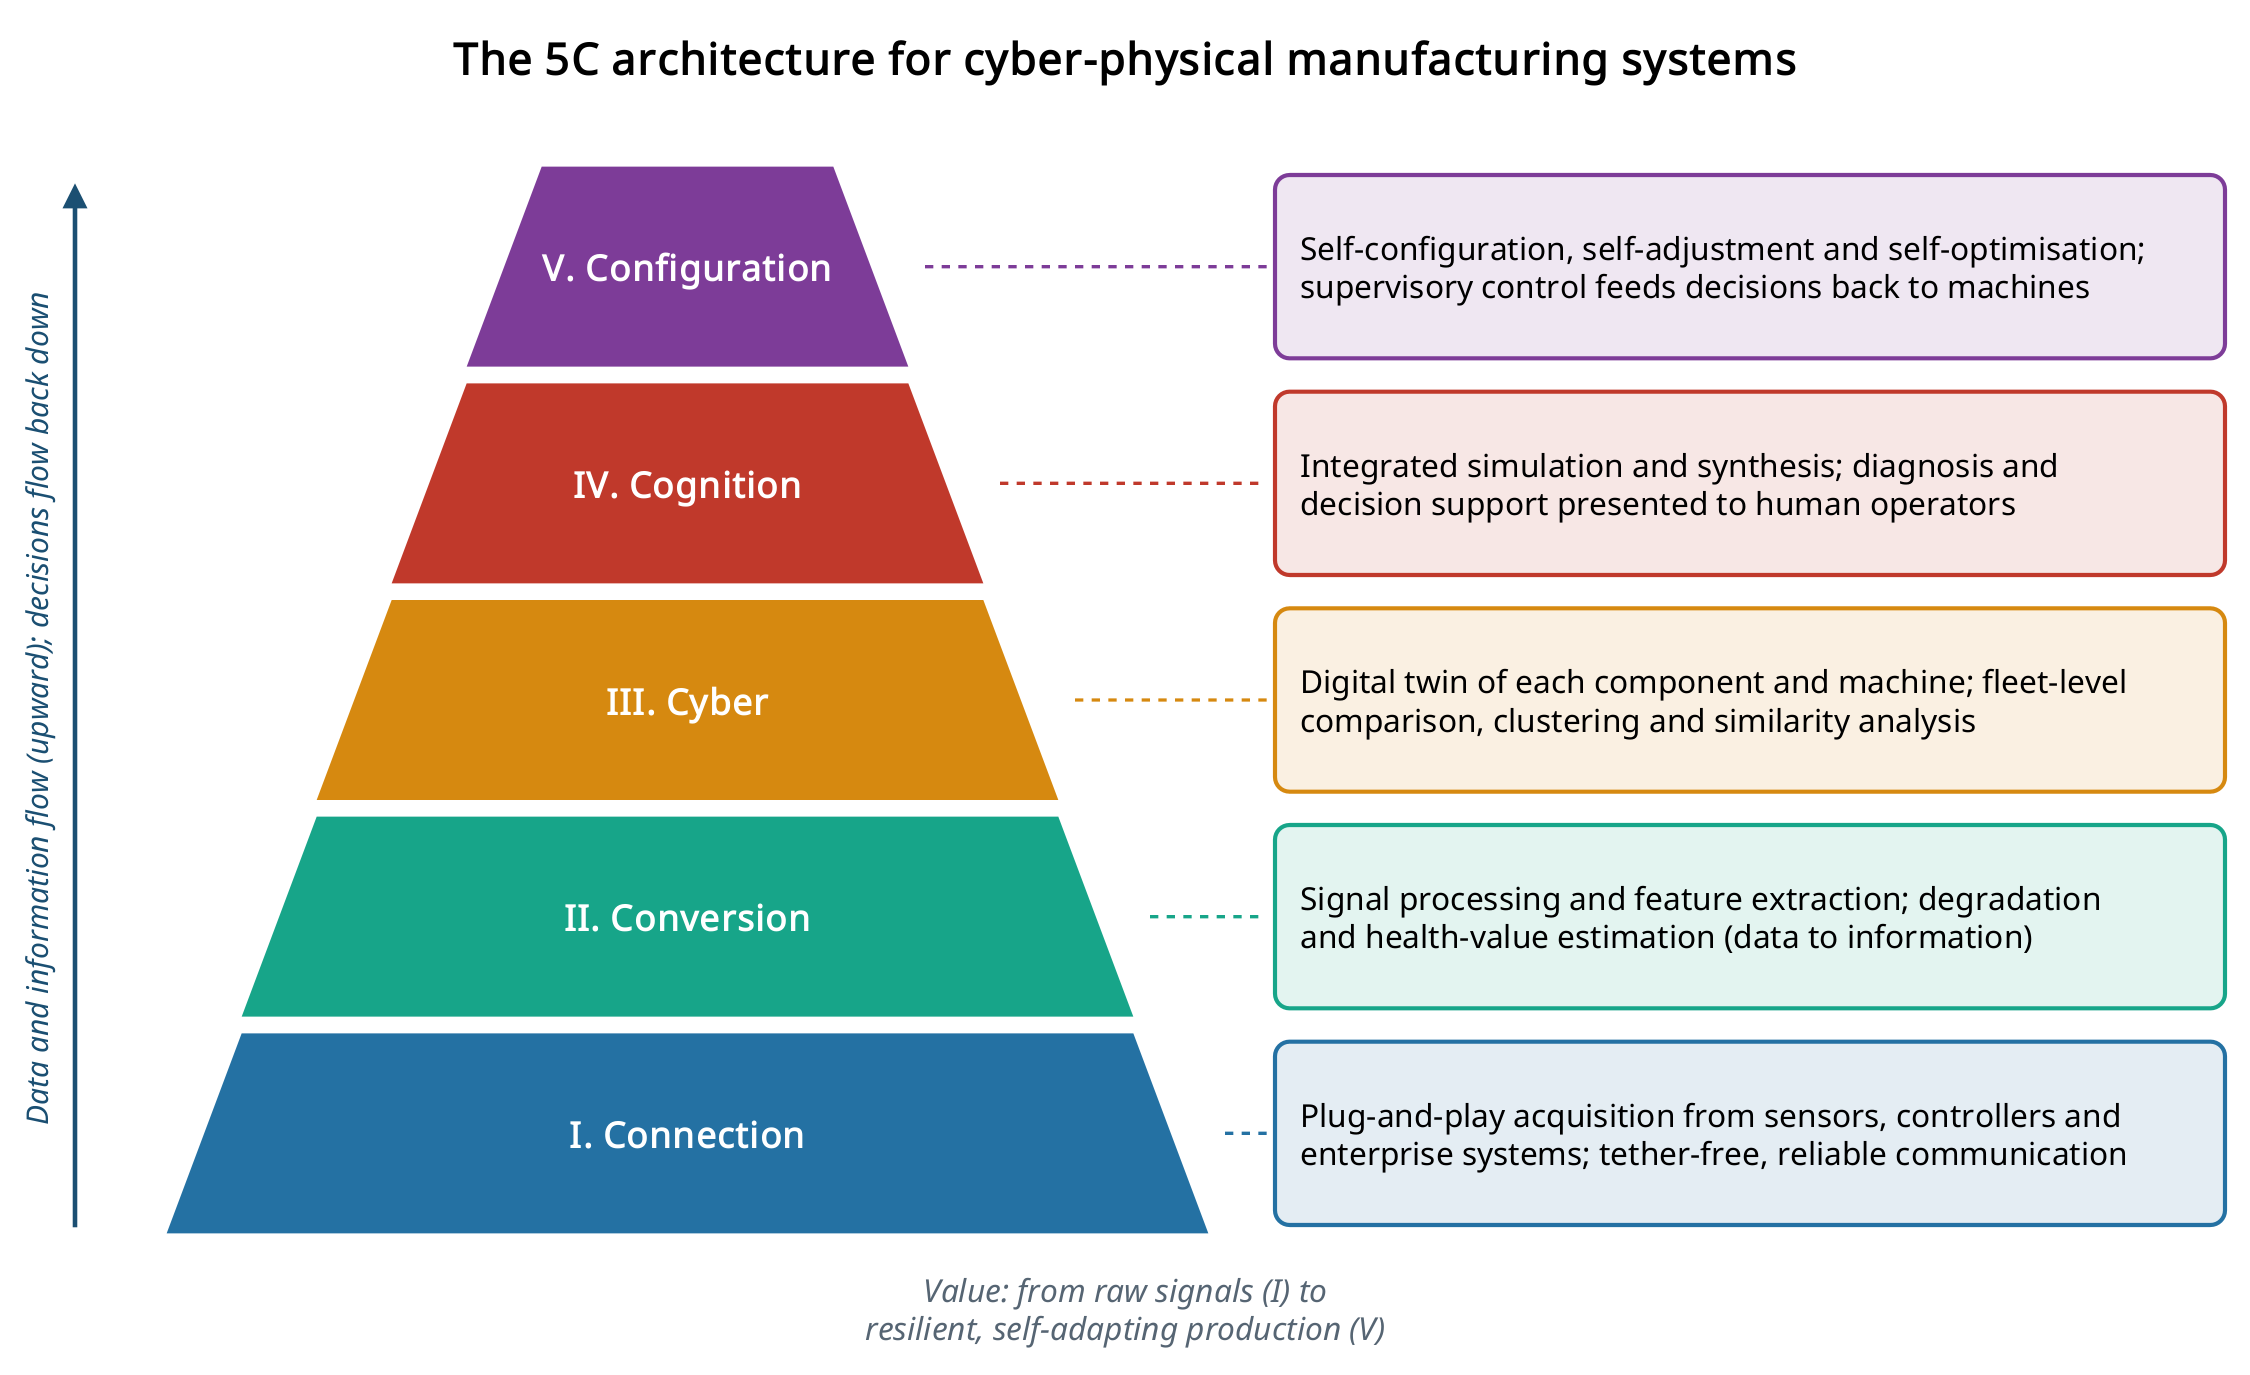 The 5C architecture for cyber-physical manufacturing systems
Data and information flow (upward); decisions flow back down
V. Configuration
Self-configuration, self-adjustment and self-optimisation;
supervisory control feeds decisions back to machines
IV. Cognition
Integrated simulation and synthesis; diagnosis and
decision support presented to human operators
III. Cyber
Digital twin of each component and machine; fleet-level
comparison, clustering and similarity analysis
II. Conversion
Signal processing and feature extraction; degradation
and health-value estimation (data to information)
I. Connection
Plug-and-play acquisition from sensors, controllers and
enterprise systems; tether-free, reliable communication
Value: from raw signals (I) to
resilient, self-adapting production (V)